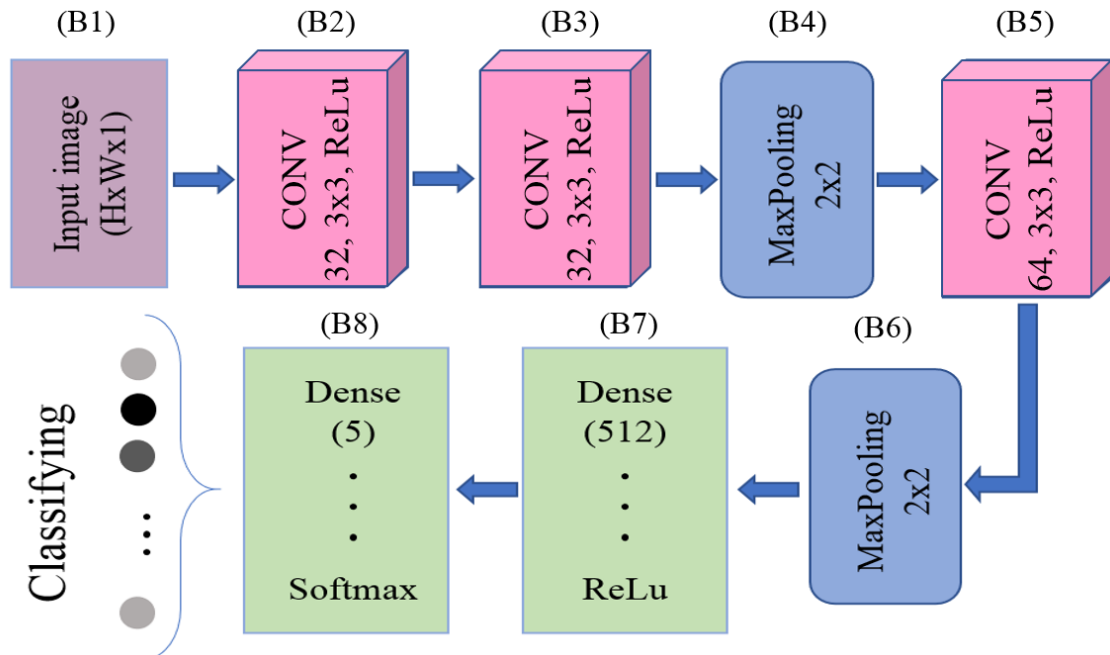 (B1)
(B2)
(B3)
(B4)
(B5)
Input image
(HxWx1)
CONV
32, 3x3, ReLu
CONV
32, 3x3, ReLu
MaxPooling
2x2
CONV
64, 3x3, ReLu
(B8)
(B7)
(B6)
Classifying
...
Dense
(5)
Softmax
Dense
(512)
ReLu
MaxPooling
2x2